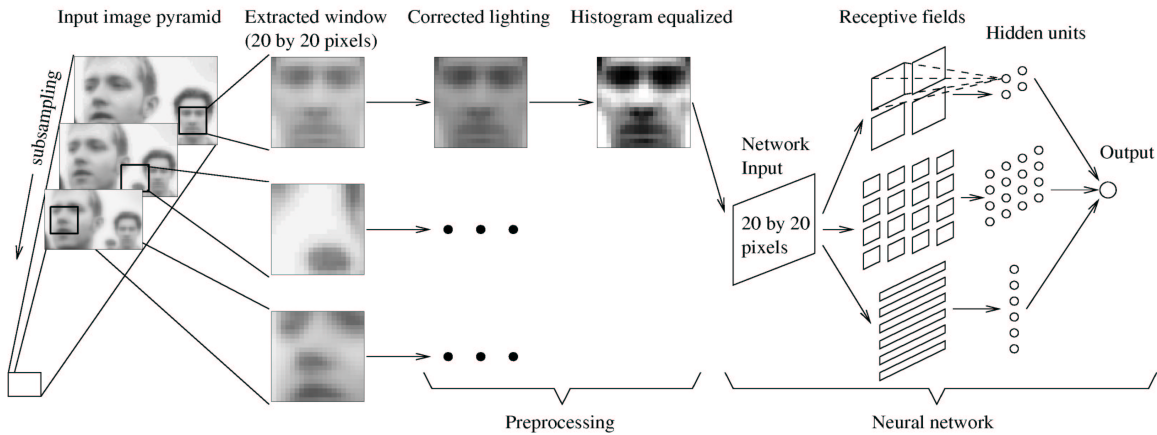 Input image pyramid
Extracted window
(20 by 20 pixels)
Corrected lighting
Histogram equalized
Receptive fields
Hidden units
subsampling
Network
Input
Output
20 by 20
pixels
Preprocessing
Neural network